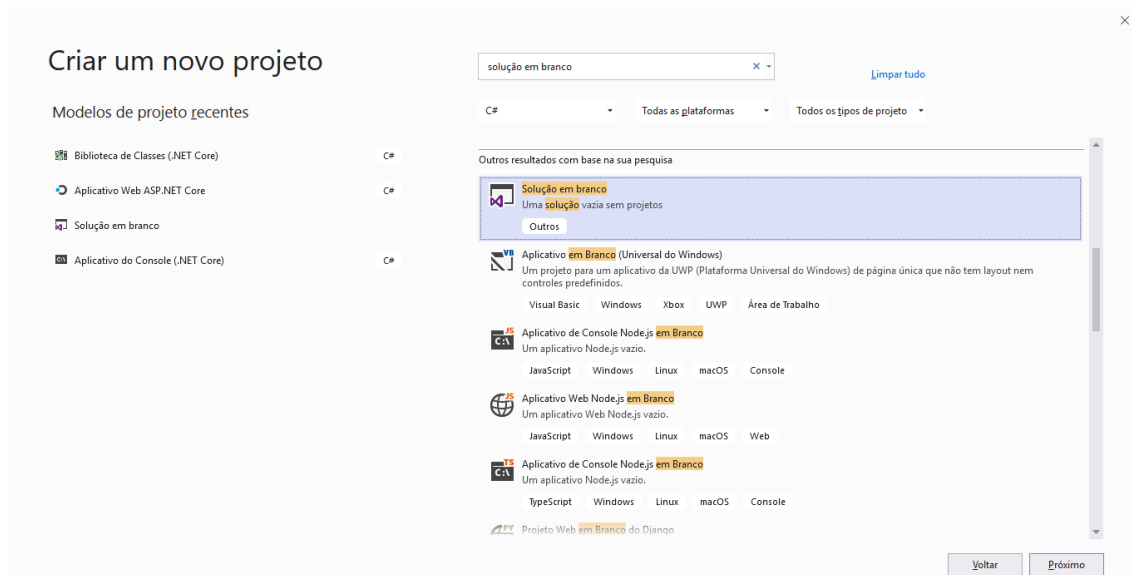 Criar um novo projeto
Modelos de projeto recentes
Biblioteca de Classes (.NET Core) C#
Aplicativo Web ASP.NET Core C#
Solução em branco
Aplicativo do Console (.NET Core) C#
solução em branco
Limpar tudo
C# Todas as plataformas Todos os tipos de projeto
Outros resultados com base na sua pesquisa
Solução em branco
Uma solução vazia sem projetos
Outros
VB
Aplicativo em Branco (Universal do Windows)
Um projeto para um aplicativo da UWP (Plataforma Universal do Windows) de página única que não tem layout nem
controles predefinidos.
Visual Basic Windows Xbox UWP Área de Trabalho
JS
C:\
Aplicativo de Console Node.js em Branco
Um aplicativo Node.js vazio.
JavaScript Windows Linux macOS Console
JS
Aplicativo Web Node.js em Branco
Um aplicativo Web Node.js vazio.
JavaScript Windows Linux macOS Web
TS
C:\
Aplicativo de Console Node.js em Branco
Um aplicativo Node.js vazio.
TypeScript Windows Linux macOS Console
PY
Projeto Web em Branco do Django
Voltar Próximo